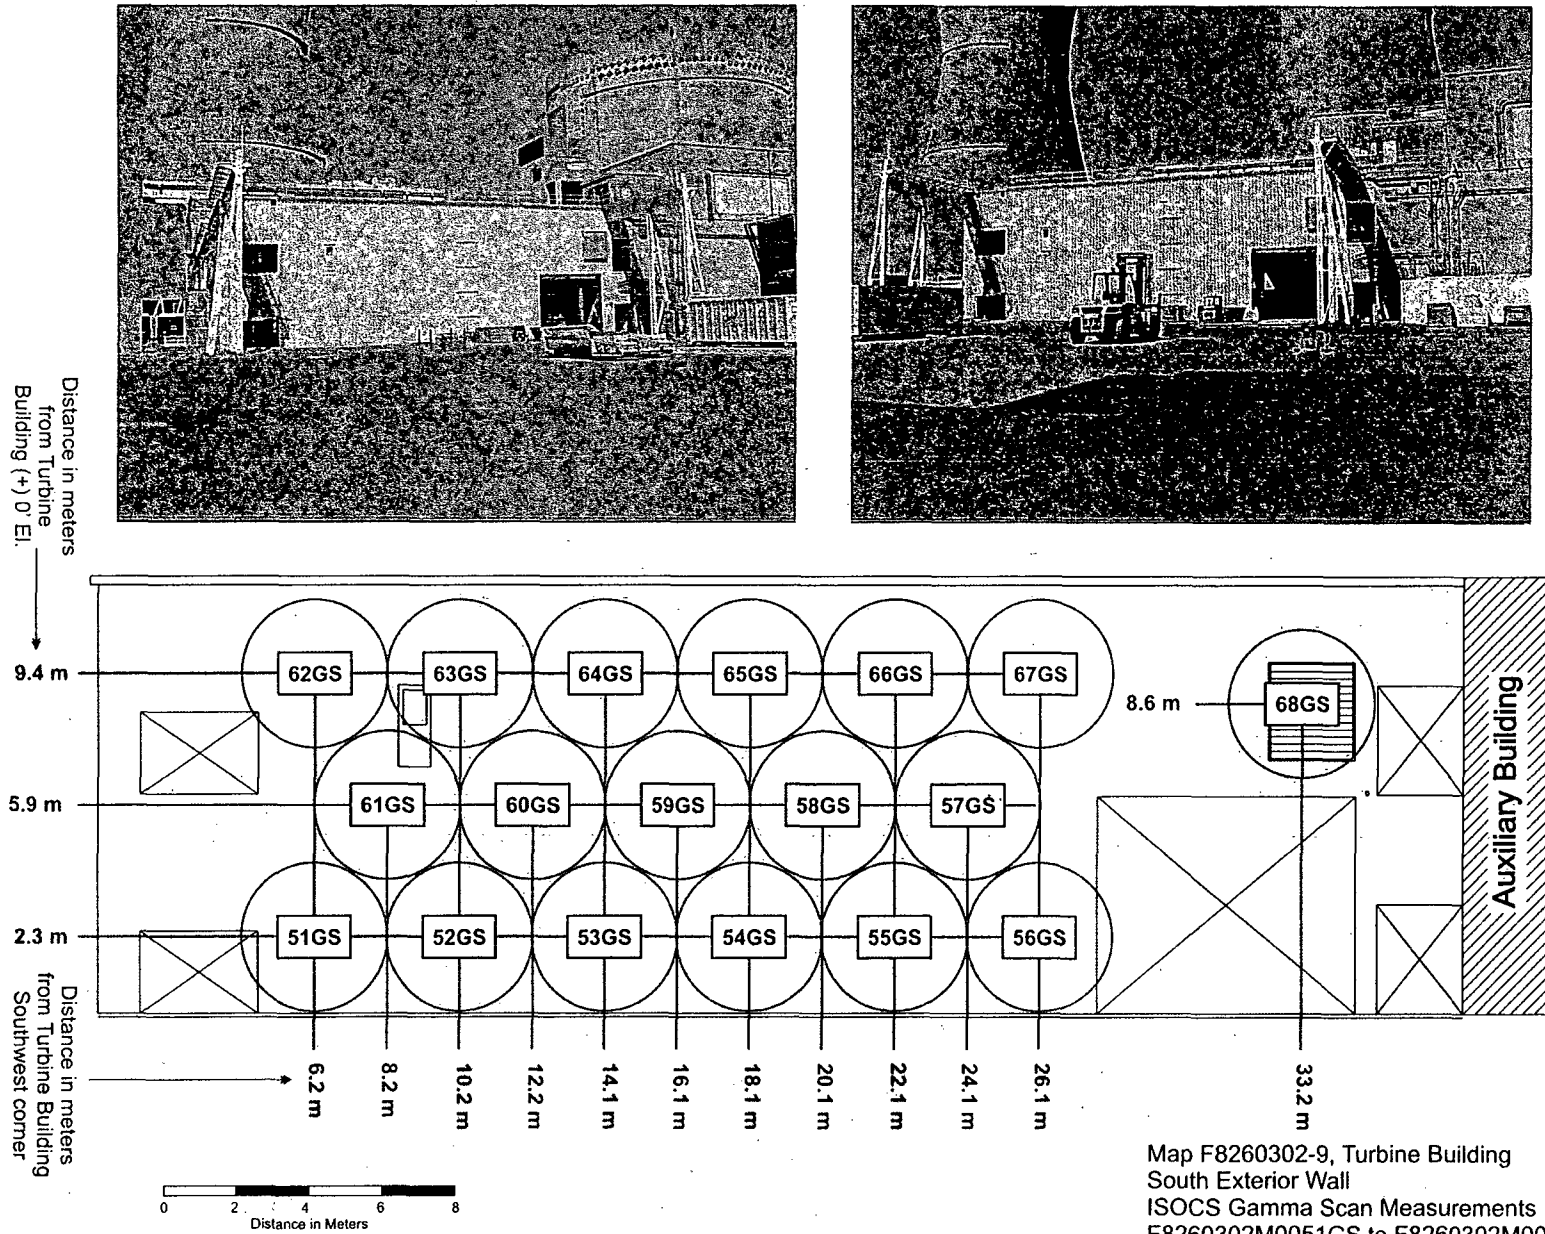 Distance in meters
from Turbine
Building (+) 0' El.
9.4 m
62GS
63GS
64GS
65GS
66GS
67GS
8.6 m
68GS
5.9 m
61GS
60GS
59GS
58GS
57GS
2.3 m
51GS
52GS
53GS
54GS
55GS
56GS
Auxiliary Building
Distance in meters
from Turbine Building
Southwest corner
6.2 m
8.2 m
10.2 m
12.2 m
14.1 m
16.1 m
18.1 m
20.1 m
22.1 m
24.1 m
26.1 m
33.2 m
0 2 4 6 8
Distance in Meters
Map F8260302-9, Turbine Building
South Exterior Wall
ISOCS Gamma Scan Measurements
F8260302M0051GS to F8260302M00